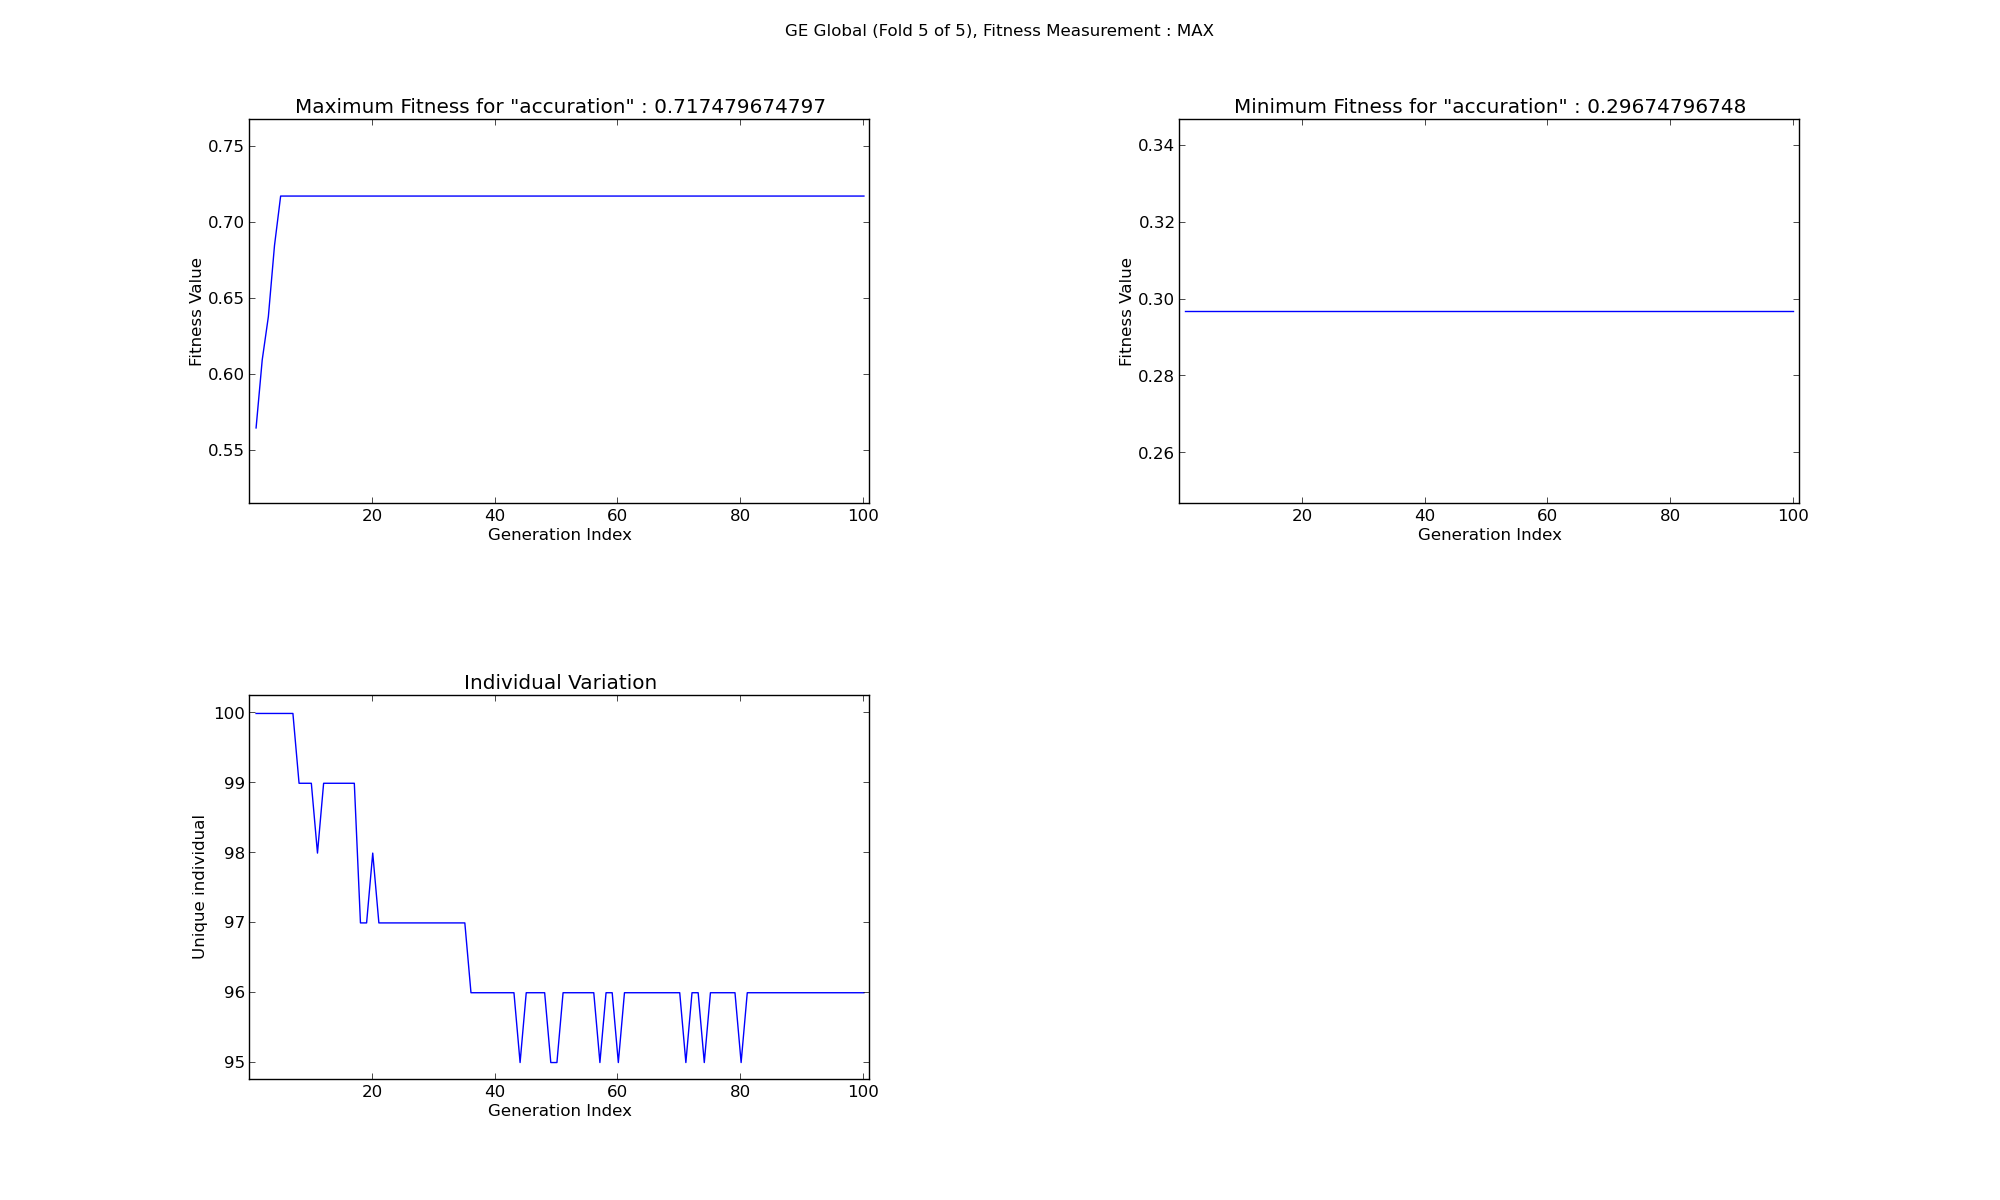 GE Global (Fold 5 of 5), Fitness Measurement : MAX
Maximum Fitness for "accuration" : 0.717479674797
0.75
0.70
0.65
0.60
0.55
Fitness Value
20 40 60 80 100
Generation Index
Minimum Fitness for "accuration" : 0.29674796748
0.34
0.32
0.30
0.28
0.26
Fitness Value
20 40 60 80 100
Generation Index
Individual Variation
100
99
98
97
96
95
Unique individual
20 40 60 80 100
Generation Index